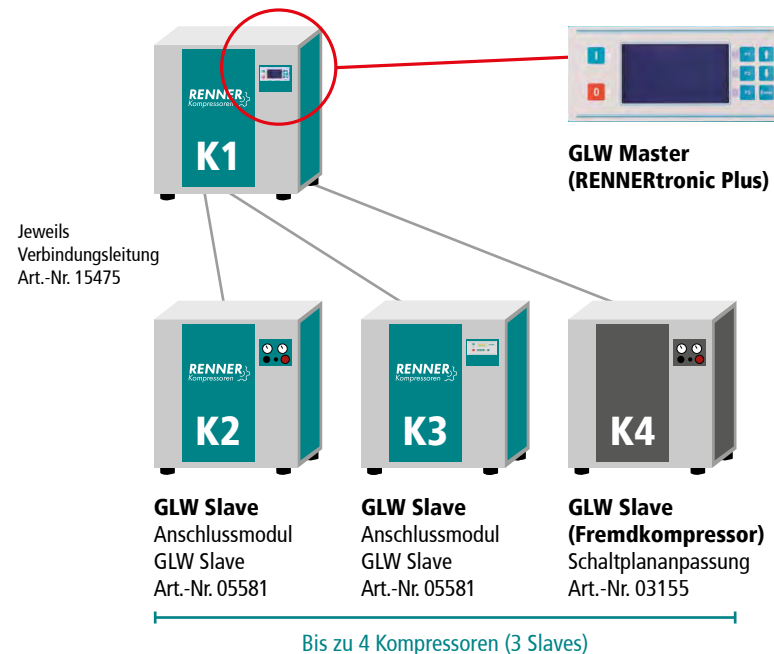 RENNER
Kompressoren
K1
I
0
GLW Master
(RENNERtronic Plus)
Jeweils
Verbindungsleitung
Art.-Nr. 15475
RENNER
Kompressoren
K2
RENNER
Kompressoren
K3
K4
GLW Slave
Anschlussmodul
GLW Slave
Art.-Nr. 05581
GLW Slave
Anschlussmodul
GLW Slave
Art.-Nr. 05581
GLW Slave
(Fremdkompressor)
Schaltplananpassung
Art.-Nr. 03155
Bis zu 4 Kompressoren (3 Slaves)